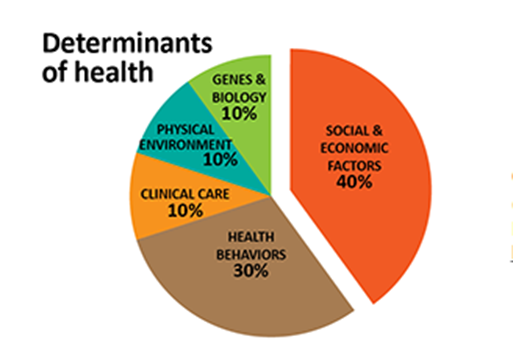 Determinants
of health
GENES &
BIOLOGY
10%
PHYSICAL
ENVIRONMENT
10%
CLINICAL CARE
10%
HEALTH
BEHAVIORS
30%
SOCIAL &
ECONOMIC
FACTORS
40%